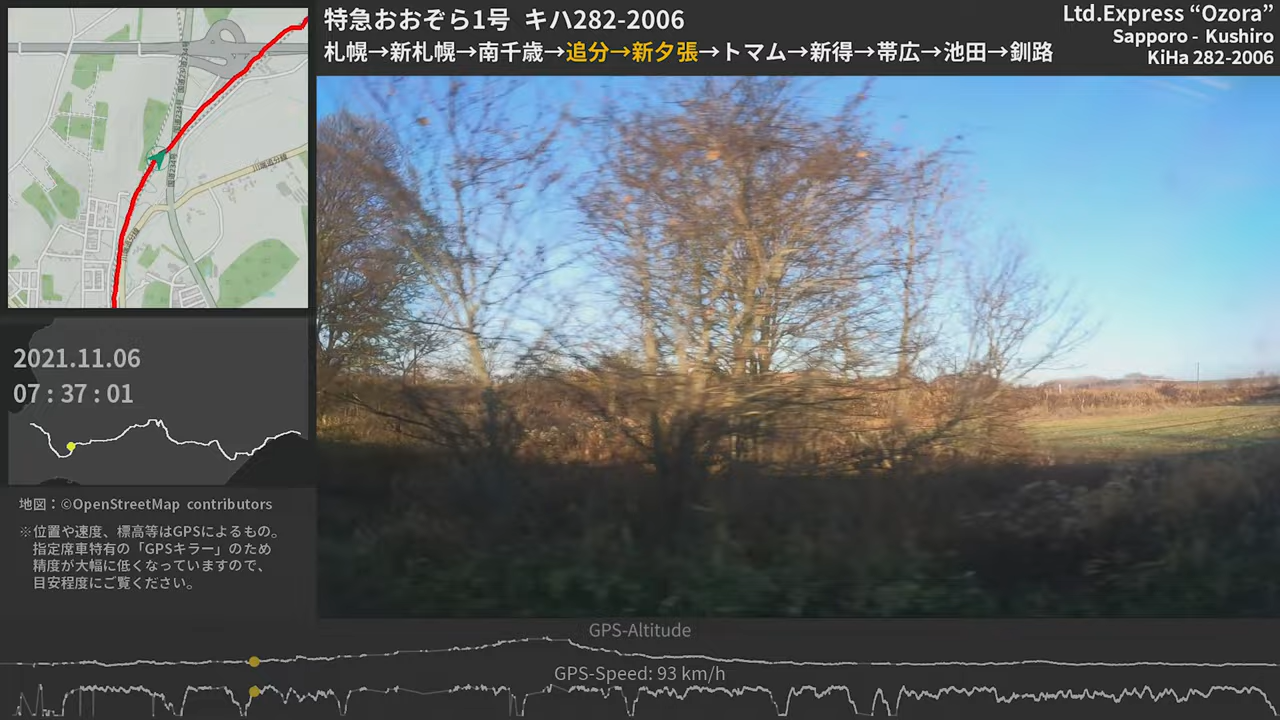 特急おおぞら1号 キハ282-2006
札幌→新札幌→南千歳→追分→新夕張→トマム→新得→帯広→池田→釧路
Ltd.Express “Ozora”
Sapporo - Kushiro
KiHa 282-2006
2021.11.06
07 : 37 : 01
地図：©OpenStreetMap contributors
※位置や速度、標高等はGPSによるもの。
指定席車特有の「GPSキラー」のため
精度が大幅に低くなっていますので、
目安程度にご覧ください。
GPS-Altitude
GPS-Speed: 93 km/h